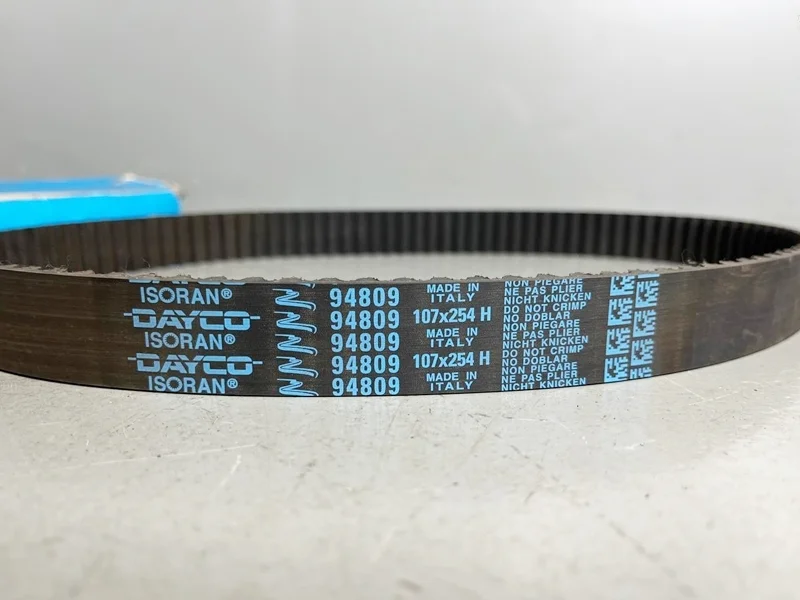 ISORAN®
DAYCO
ISORAN®
DAYCO
ISORAN®
94809
94809
94809
94809
94809
MADE IN
ITALY
107x254 H
MADE IN
ITALY
107x254 H
MADE IN
ITALY
NON PIEGARE
NE PAS PLIER
NICHT KNICKEN
DO NOT CRIMP
NO DOBLAR
NON PIEGARE
NE PAS PLIER
NICHT KNICKEN
DO NOT CRIMP
NO DOBLAR
NON PIEGARE
NE PAS PLIER
NICHT KNICKEN